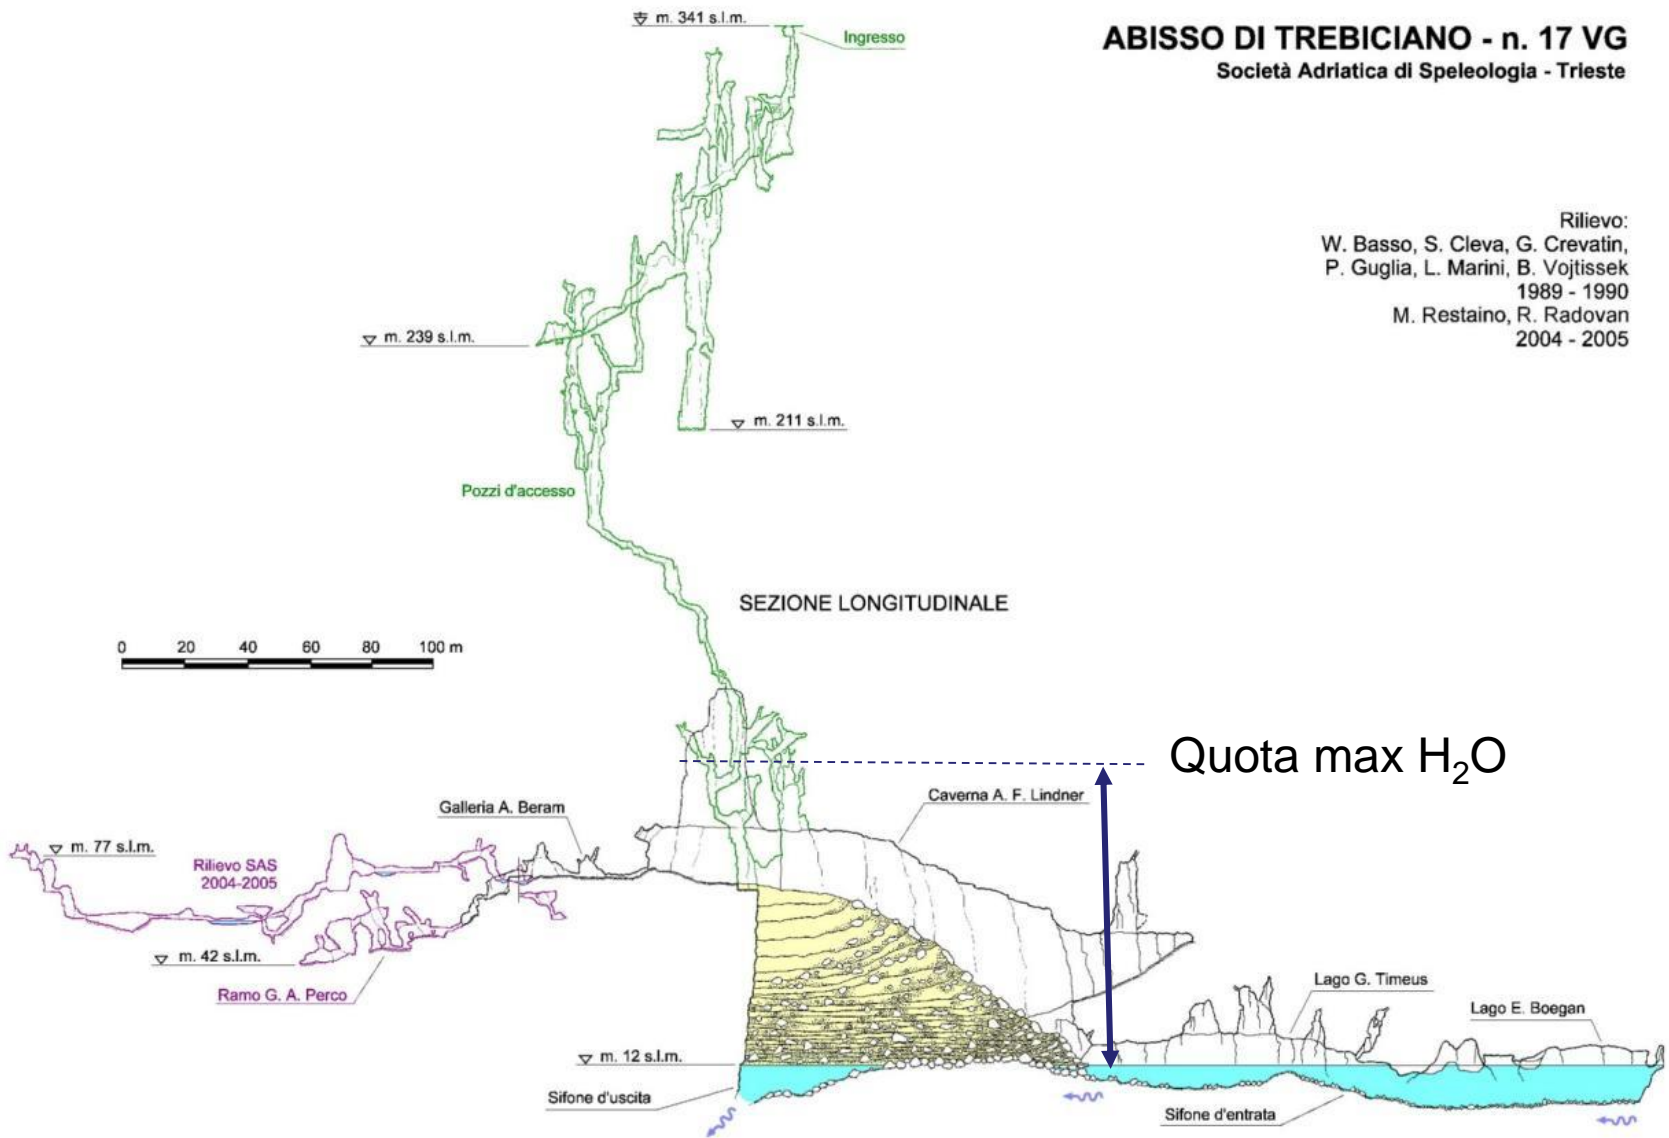 m. 341 s.l.m.
Ingresso
ABISSO DI TREBICIANO - n. 17 VG
Società Adriatica di Speleologia - Trieste
Rilievo:
W. Basso, S. Cleva, G. Crevatin,
P. Guglia, L. Marini, B. Vojtissek
1989 - 1990
M. Restaino, R. Radovan
2004 - 2005
m. 239 s.l.m.
m. 211 s.l.m.
Pozzi d'accesso
SEZIONE LONGITUDINALE
0 20 40 60 80 100 m
Quota max H₂O
Caverna A. F. Lindner
Galleria A. Beram
m. 77 s.l.m.
Rilievo SAS
2004-2005
m. 42 s.l.m.
Ramo G. A. Perco
Lago G. Timeus
Lago E. Boegan
m. 12 s.l.m.
Sifone d'uscita
Sifone d'entrata